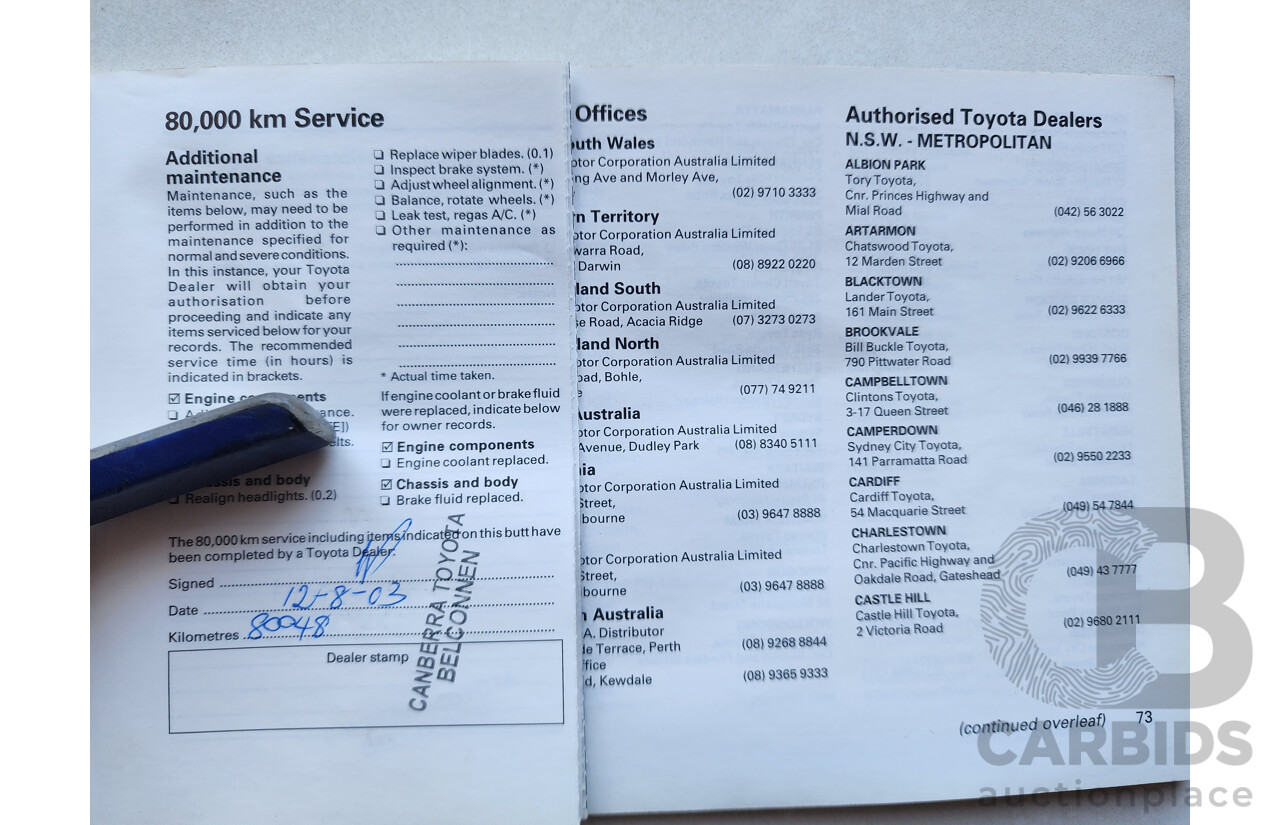 80,000 km Service
Additional
maintenance
Maintenance, such as the
items below, may need to be
performed in addition to the
maintenance specified for
normal and severe conditions.
In this instance, your Toyota
Dealer will obtain your
authorisation before
proceeding and indicate any
items serviced below for your
records. The recommended
service time (in hours) is
indicated in brackets.
☑ Engine
❏
❏ Realign headlights. (0.2)
and body
❏ Replace wiper blades. (0.1)
❏ Inspect brake system. (*)
❏ Adjust wheel alignment. (*)
❏ Balance, rotate wheels. (*)
❏ Leak test, regas A/C. (*)
❏ Other maintenance as
required (*):
* Actual time taken.
If engine coolant or brake fluid
were replaced, indicate below
for owner records.
☑ Engine components
❏ Engine coolant replaced.
☑ Chassis and body
❏ Brake fluid replaced.
The 80,000 km service including items indicated on this butt have
been completed by a Toyota Dealer.
Signed
Date 12-8-03
Kilometres 80048
Dealer stamp
CANBERRA TOYOTA
BELCONNEN
Offices
uth Wales
otor Corporation Australia Limited
ng Ave and Morley Ave,
(02) 9710 3333
n Territory
otor Corporation Australia Limited
warra Road,
Darwin (08) 8922 0220
land South
otor Corporation Australia Limited
se Road, Acacia Ridge (07) 3273 0273
land North
otor Corporation Australia Limited
oad, Bohle,
e (077) 74 9211
Australia
otor Corporation Australia Limited
Avenue, Dudley Park (08) 8340 5111
ia
otor Corporation Australia Limited
Street,
bourne (03) 9647 8888
otor Corporation Australia Limited
Street,
bourne (03) 9647 8888
n Australia
A. Distributor
de Terrace, Perth (08) 9268 8844
ffice
d, Kewdale (08) 9365 9333
Authorised Toyota Dealers
N.S.W. - METROPOLITAN
ALBION PARK
Tory Toyota,
Cnr. Princes Highway and
Mial Road (042) 56 3022
ARTARMON
Chatswood Toyota,
12 Marden Street (02) 9206 6966
BLACKTOWN
Lander Toyota,
161 Main Street (02) 9622 6333
BROOKVALE
Bill Buckle Toyota,
790 Pittwater Road (02) 9939 7766
CAMPBELLTOWN
Clintons Toyota,
3-17 Queen Street (046) 28 1888
CAMPERDOWN
Sydney City Toyota,
141 Parramatta Road (02) 9550 2233
CARDIFF
Cardiff Toyota,
54 Macquarie Street (049) 54 7844
CHARLESTOWN
Charlestown Toyota,
Cnr. Pacific Highway and
Oakdale Road, Gateshead (049) 43 7777
CASTLE HILL
Castle Hill Toyota,
2 Victoria Road (02) 9680 2111
(continued overleaf) 73
CB
CARBIDS
auctionplace